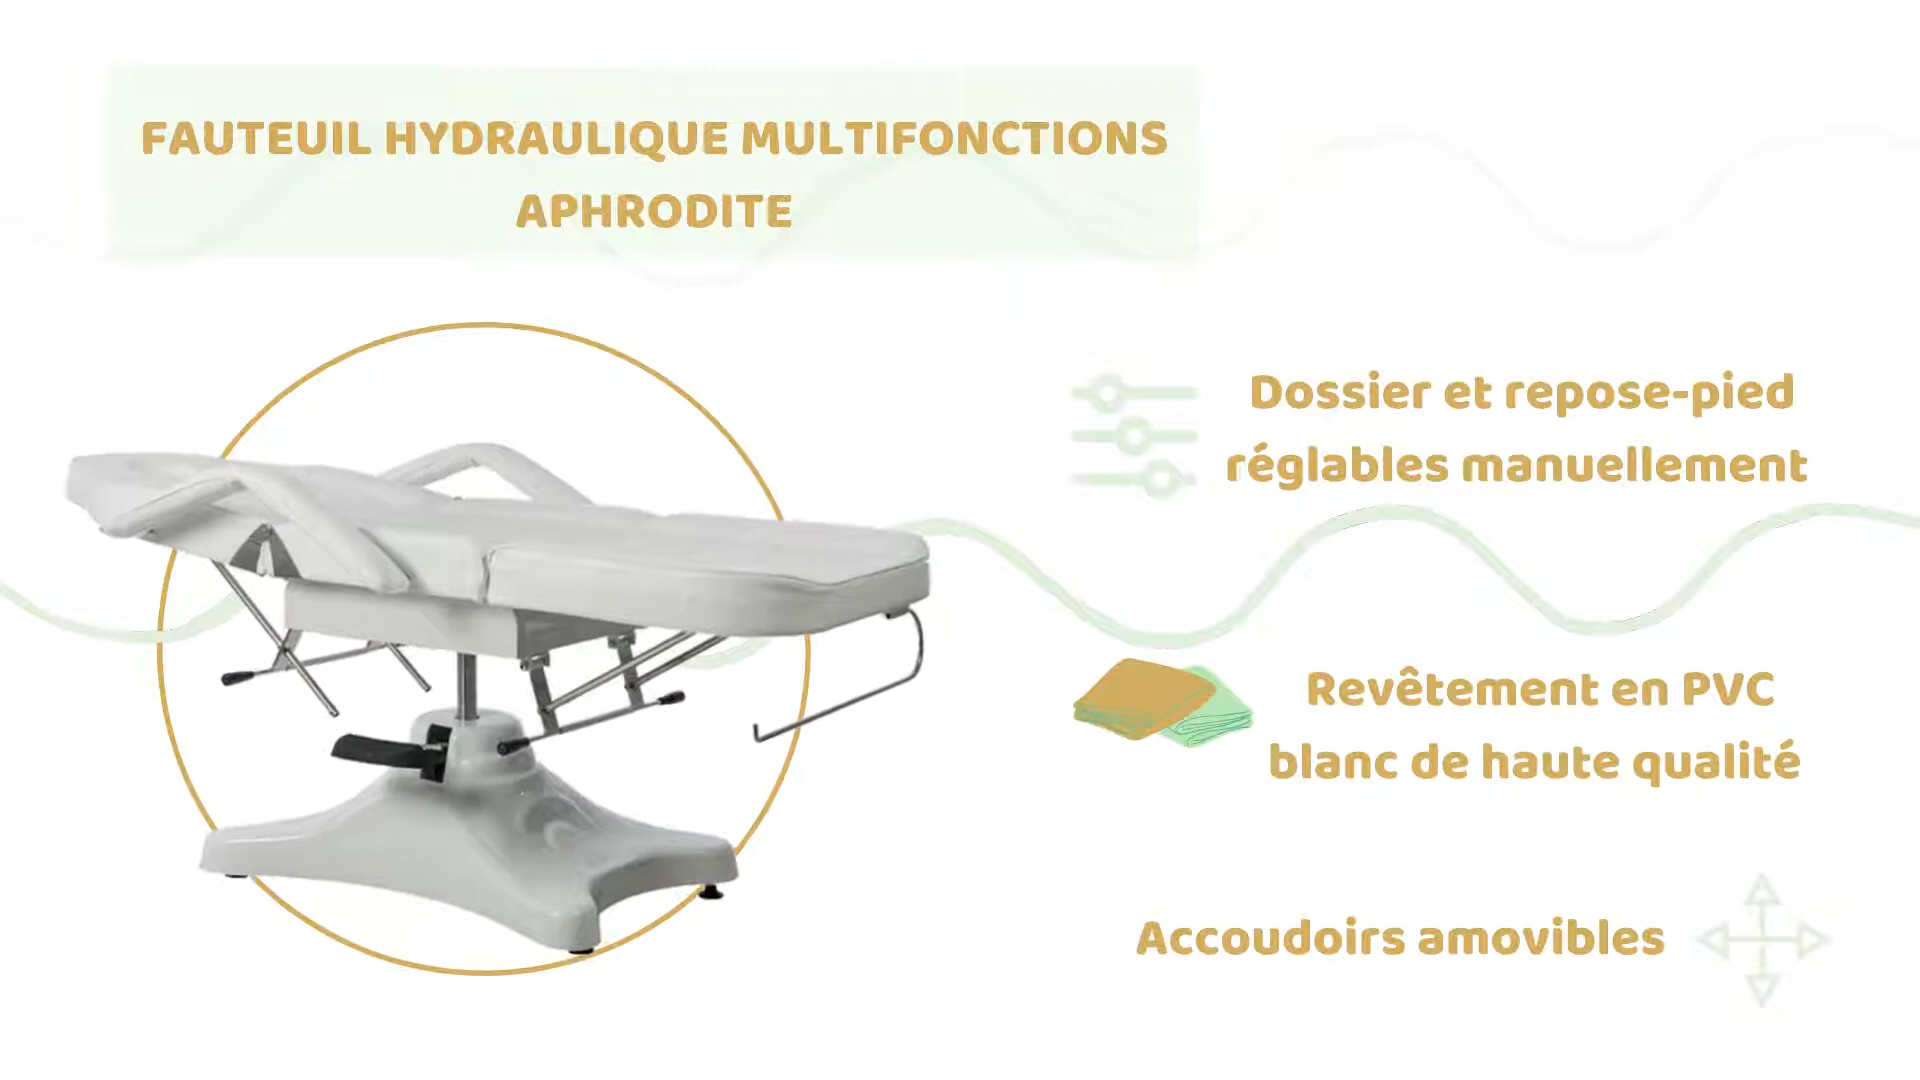 FAUTEUIL HYDRAULIQUE MULTIFONCTIONS
APHRODITE
Dossier et repose-pied
réglables manuellement
Revêtement en PVC
blanc de haute qualité
Accoudoirs amovibles